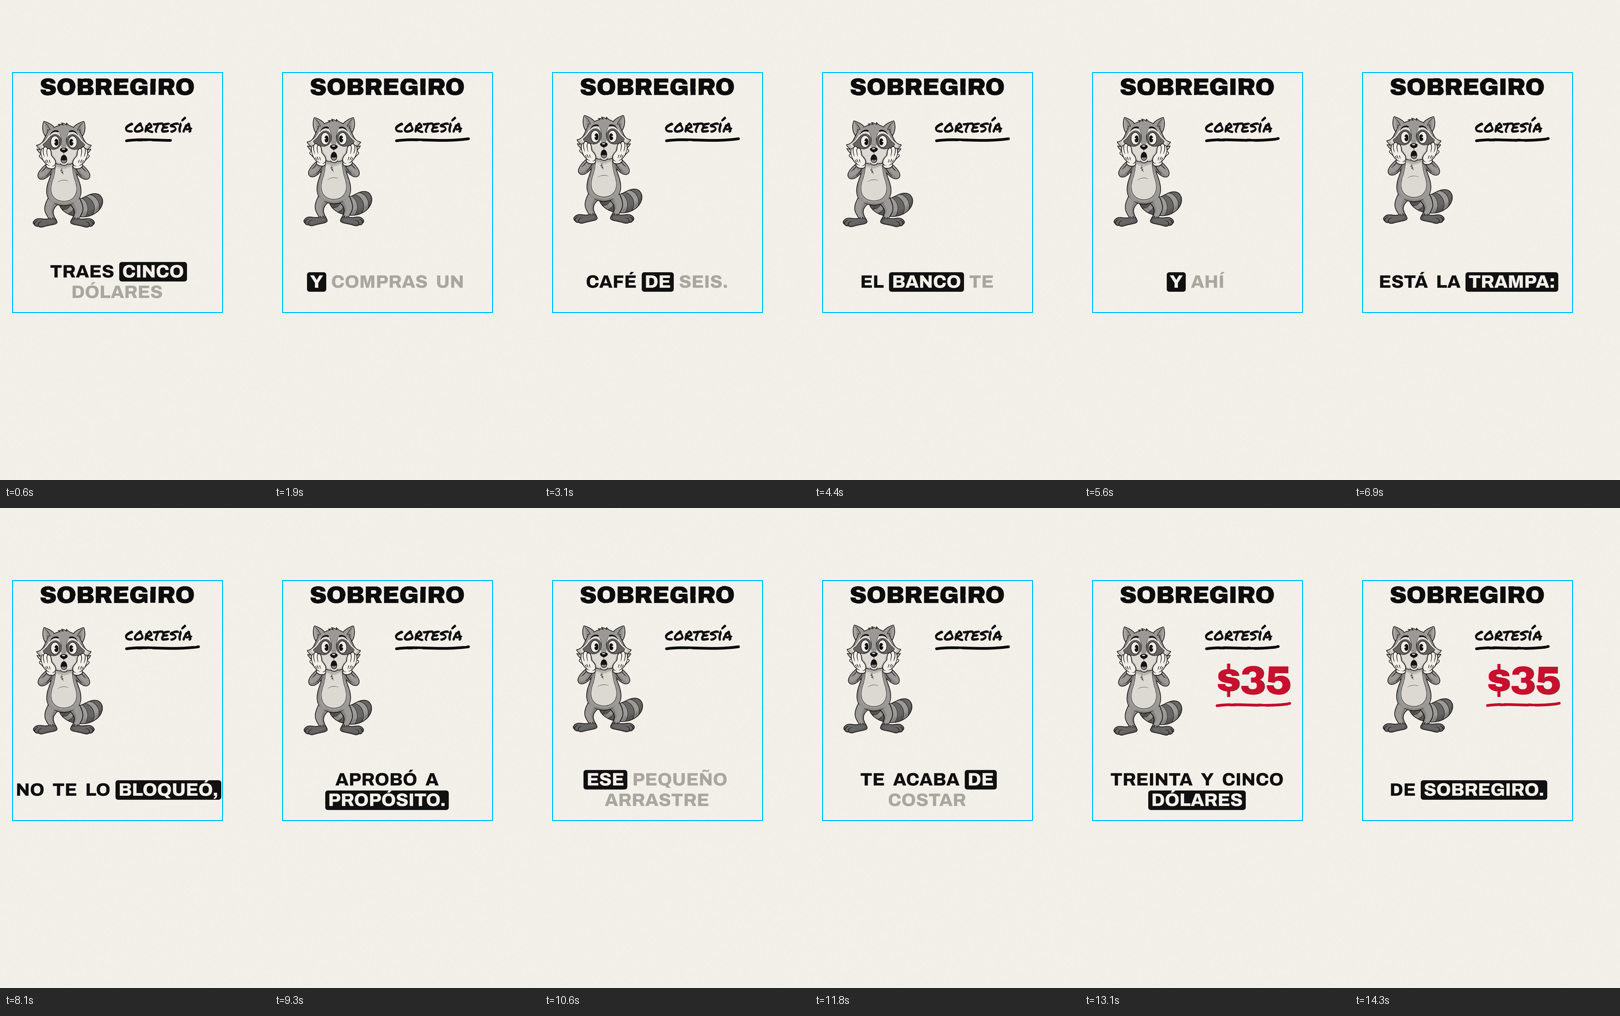 SOBREGIRO
CORTESÍA
TRAES CINCO
DÓLARES
SOBREGIRO
CORTESÍA
Y COMPRAS UN
SOBREGIRO
CORTESÍA
CAFÉ DE SEIS.
SOBREGIRO
CORTESÍA
EL BANCO TE
SOBREGIRO
CORTESÍA
Y AHÍ
SOBREGIRO
CORTESÍA
ESTÁ LA TRAMPA:
t=0.6s
t=1.9s
t=3.1s
t=4.4s
t=5.6s
t=6.9s
SOBREGIRO
CORTESÍA
NO TE LO BLOQUEÓ,
SOBREGIRO
CORTESÍA
APROBÓ A
PROPÓSITO.
SOBREGIRO
CORTESÍA
ESE PEQUEÑO
ARRASTRE
SOBREGIRO
CORTESÍA
TE ACABA DE
COSTAR
SOBREGIRO
CORTESÍA
$35
TREINTA Y CINCO
DÓLARES
SOBREGIRO
CORTESÍA
$35
DE SOBREGIRO.
t=8.1s
t=9.3s
t=10.6s
t=11.8s
t=13.1s
t=14.3s